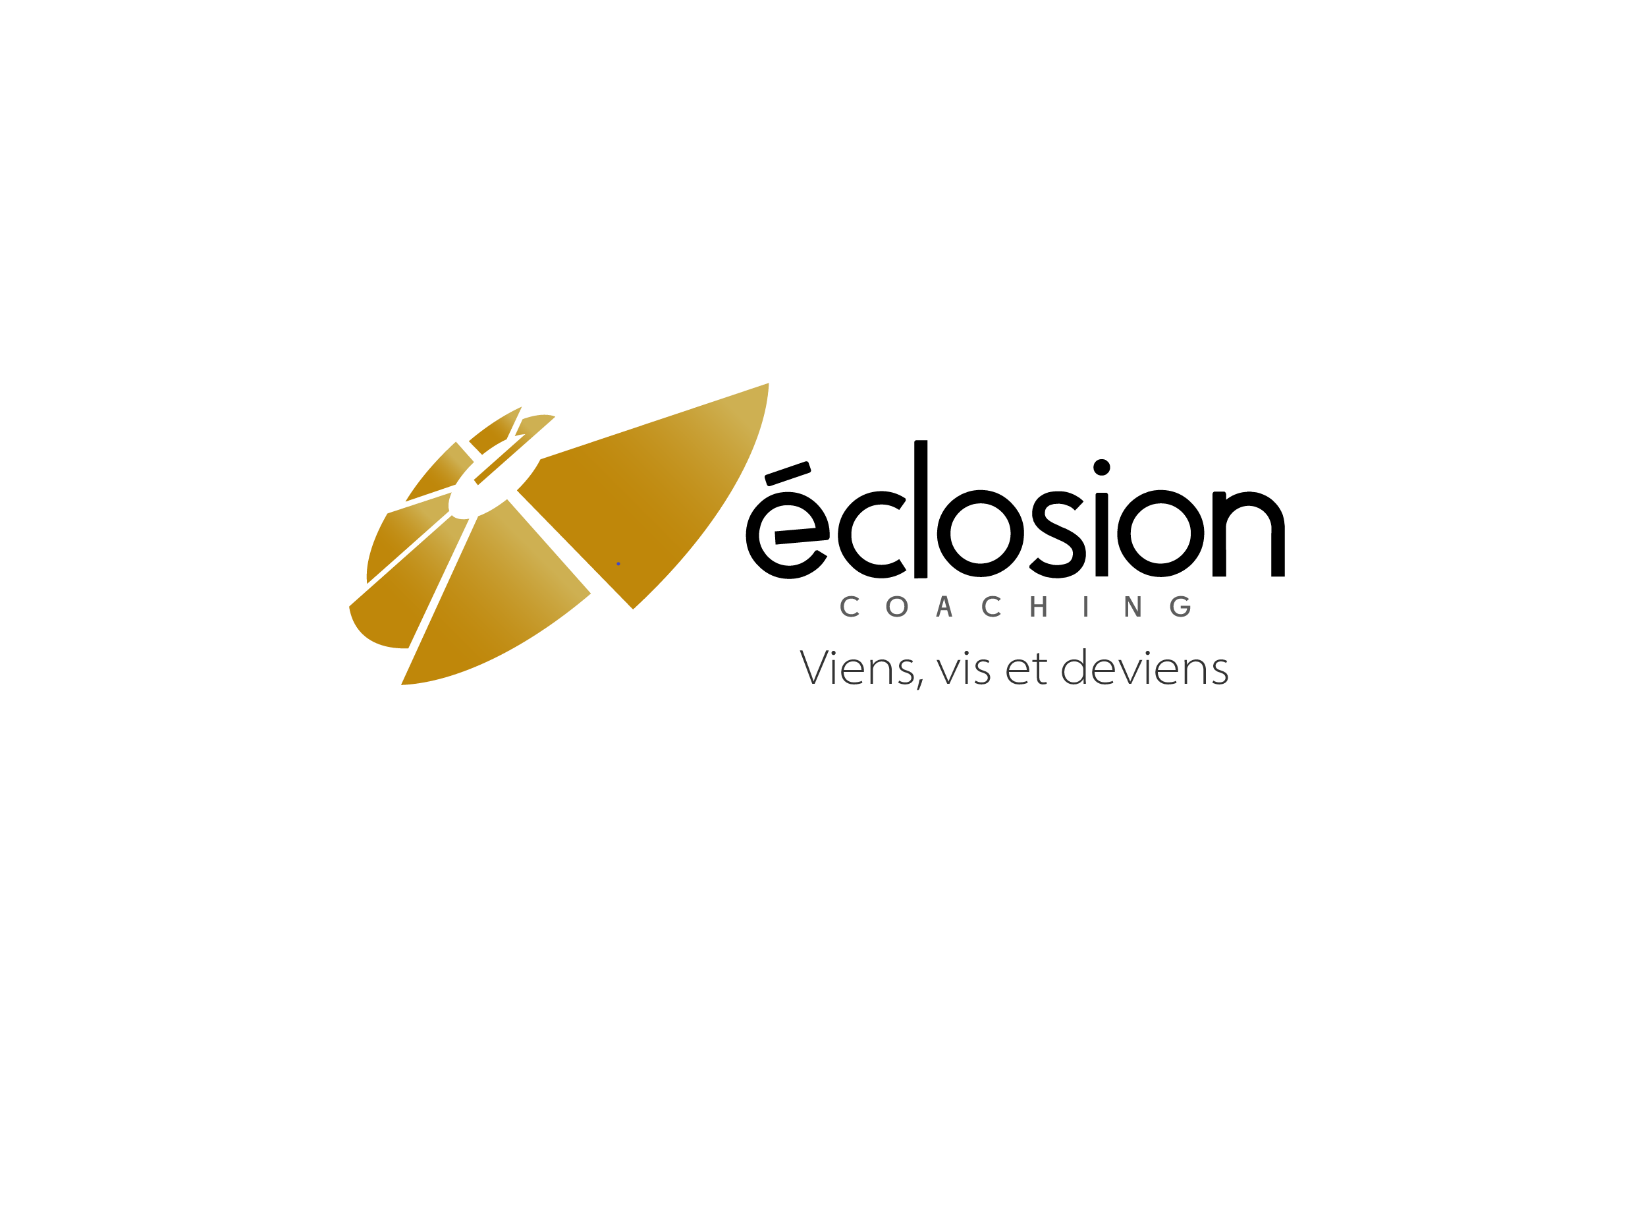 éclosion
COACHING
Viens, vis et deviens